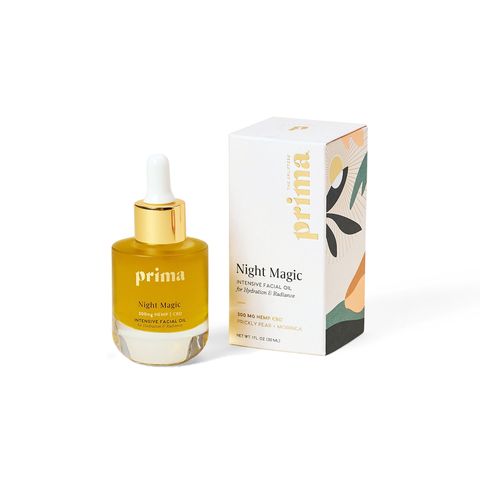 prima
Night Magic
300mg HEMP | CBD
INTENSIVE FACIAL OIL
for Hydration & Radiance
prima
Night Magic
INTENSIVE FACIAL OIL
for Hydration & Radiance
300 MG HEMP CBD
PRICKLY PEAR + MORINGA
NET WT 1 FL OZ (30 ML)